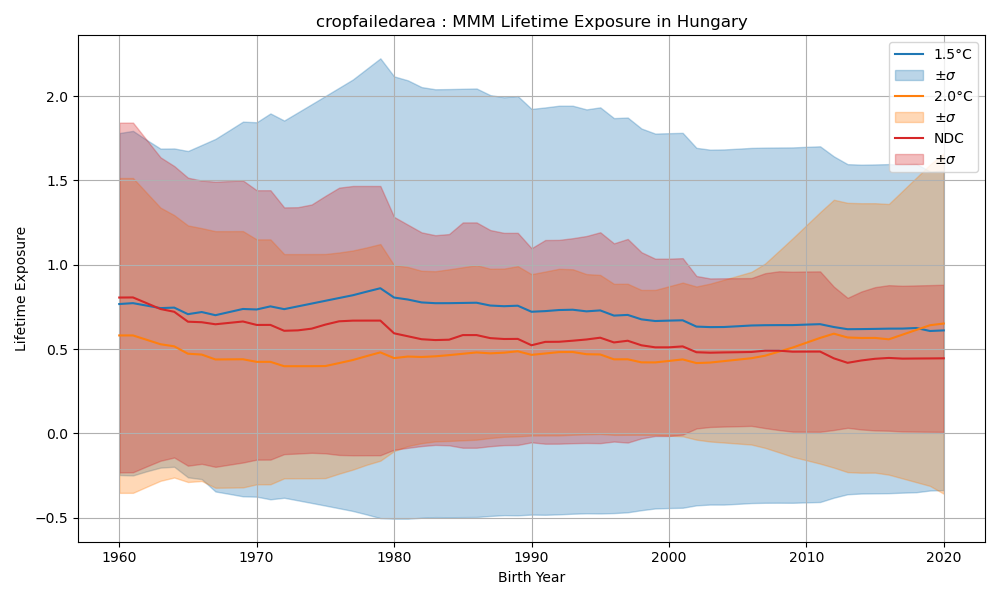 cropfailedarea : MMM Lifetime Exposure in Hungary
1.5°C
±σ
2.0°C
±σ
NDC
±σ
Lifetime Exposure
2.0
1.5
1.0
0.5
0.0
−0.5
1960
1970
1980
1990
2000
2010
2020
Birth Year